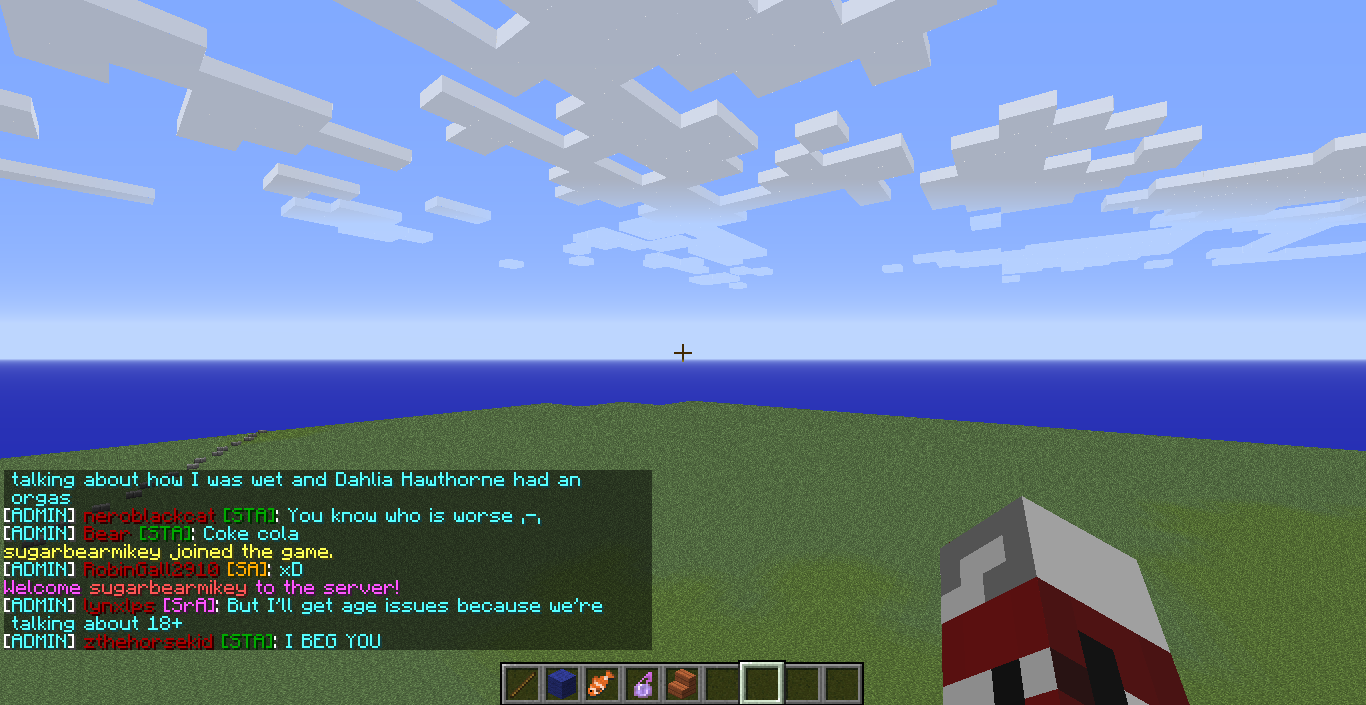 talking about how I was wet and Dahlia Hawthorne had an
orgas
[ADMIN] neroblackcat [STA]: You know who is worse ,-,
[ADMIN] Bear [STA]: Coke cola
sugarbearmikey joined the game.
[ADMIN] RobinGall2910 [SA]: xD
Welcome sugarbearmikey to the server!
[ADMIN] lynxlps [SrA]: But I'll get age issues because we're
talking about 18+
[ADMIN] zthehorsekid [STA]: I BEG YOU